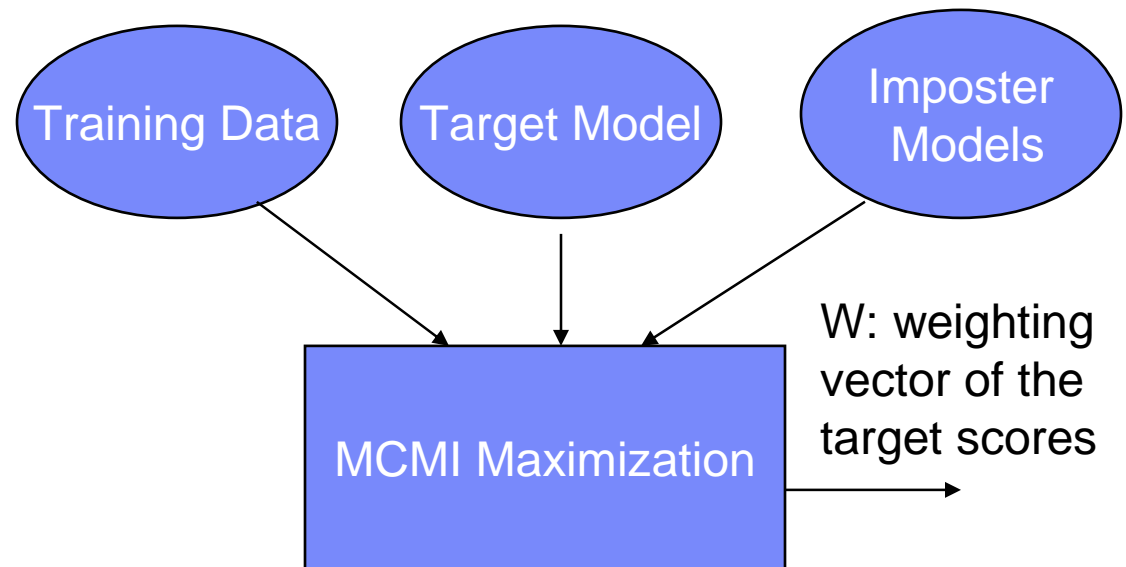 Training Data
Target Model
Imposter
Models
W: weighting
vector of the
target scores
MCMI Maximization